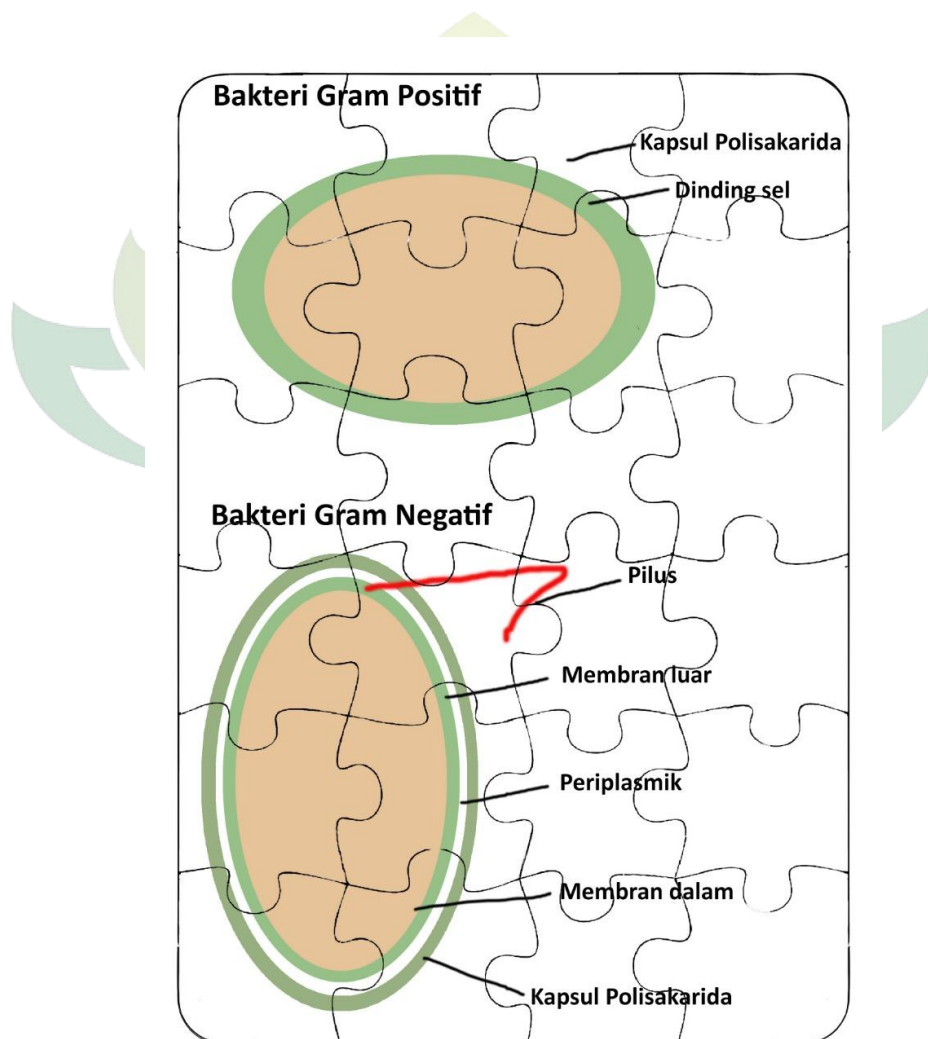 Bakteri Gram Positif
Kapsul Polisakarida
Dinding sel
Bakteri Gram Negatif
Pilus
Membran luar
Periplasmik
Membran dalam
Kapsul Polisakarida